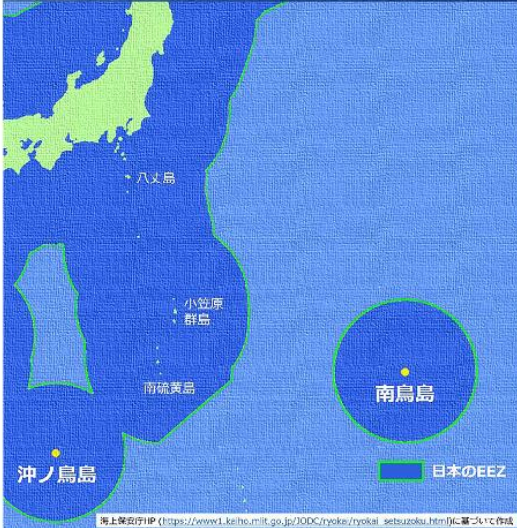 八丈島
小笠原
群島
南硫黄島
南鳥島
沖ノ鳥島
日本のEEZ
海上保安庁HP (https://www1.kaiho.mlit.go.jp/JODC/ryokai/ryokai_setsuzoku.html)に基づいて作成